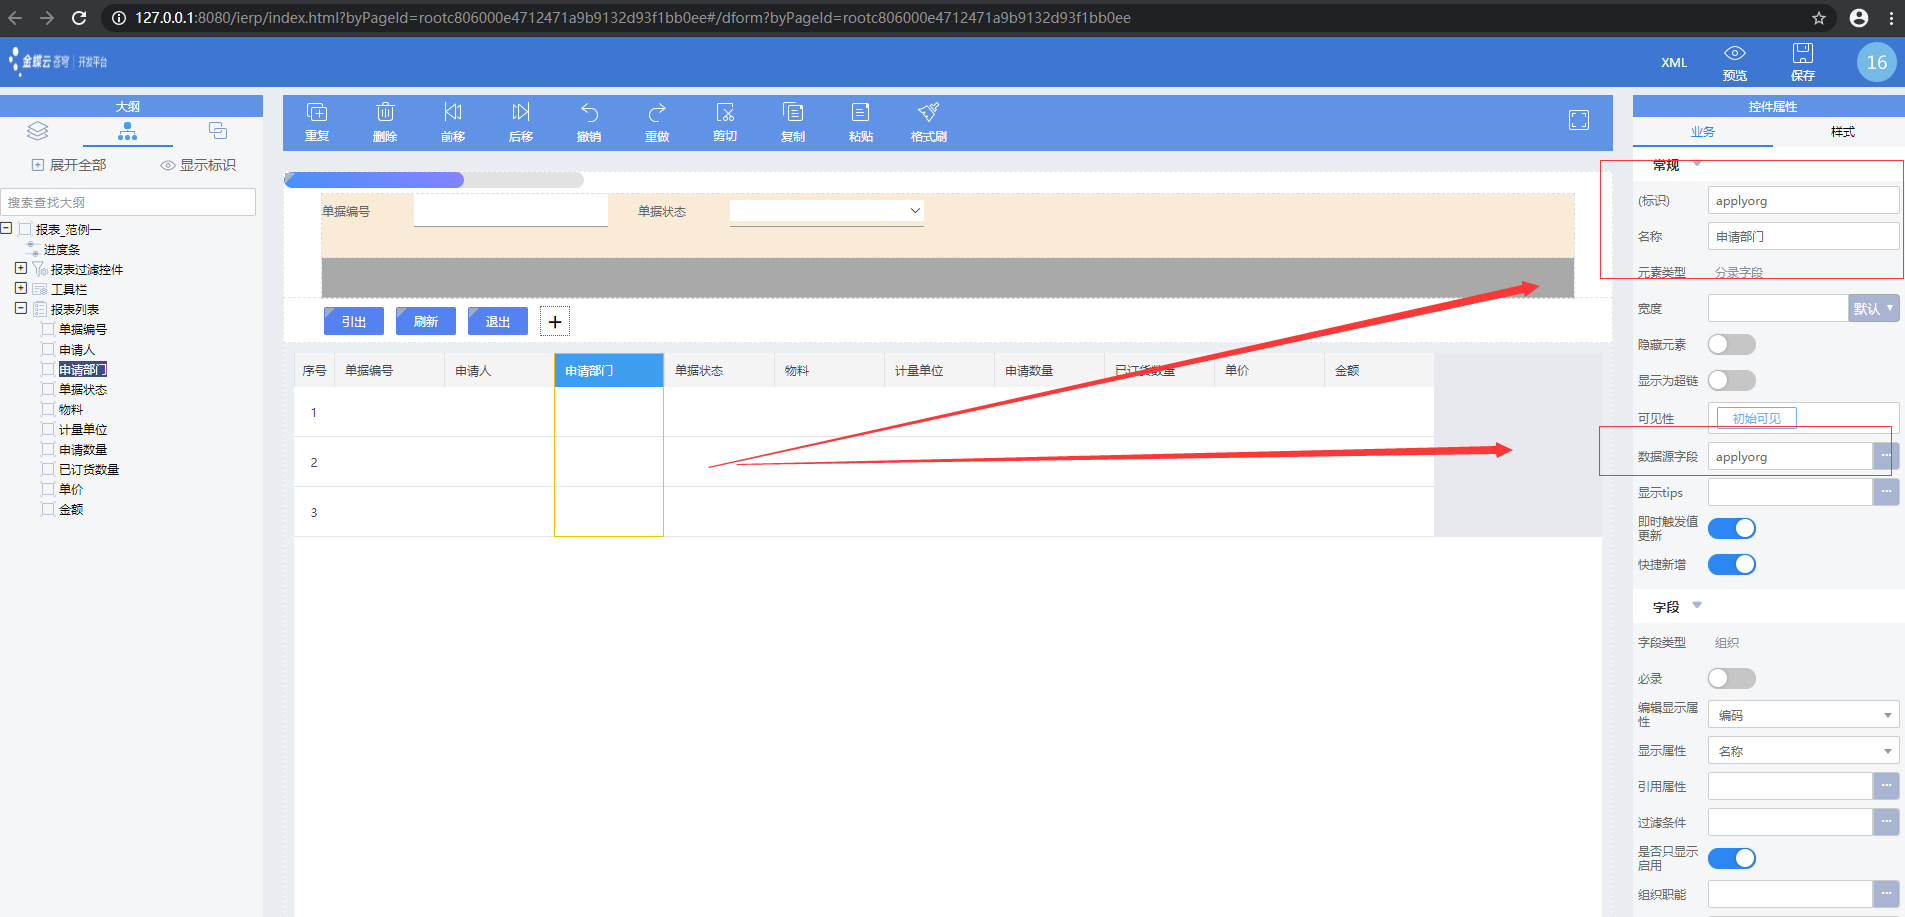 127.0.0.1:8080/ierp/index.html?byPageId=rootc806000e4712471a9b9132d93f1bb0ee#/dform?byPageId=rootc806000e4712471a9b9132d93f1bb0ee
金蝶云 苍穹 | 开发平台
XML
预览
保存
16
大纲
展开全部
显示标识
搜索查找大纲
报表_范例一
进度条
报表过滤控件
工具栏
报表列表
单据编号
申请人
申请部门
单据状态
物料
计量单位
申请数量
已订货数量
单价
金额
重复
删除
前移
后移
撤销
重做
剪切
复制
粘贴
格式刷
单据编号
单据状态
引出
刷新
退出
序号 单据编号 申请人 申请部门 单据状态 物料 计量单位 申请数量 已订货数量 单价 金额
1
2
3
控件属性
业务 样式
常规
(标识) applyorg
名称 申请部门
元素类型 分录字段
宽度 默认
隐藏元素
显示为超链
可见性 初始可见
数据源字段 applyorg
显示tips
即时触发值
更新
快捷新增
字段
字段类型 组织
必录
编辑显示属
性
编码
显示属性 名称
引用属性
过滤条件
是否只显示
启用
组织职能